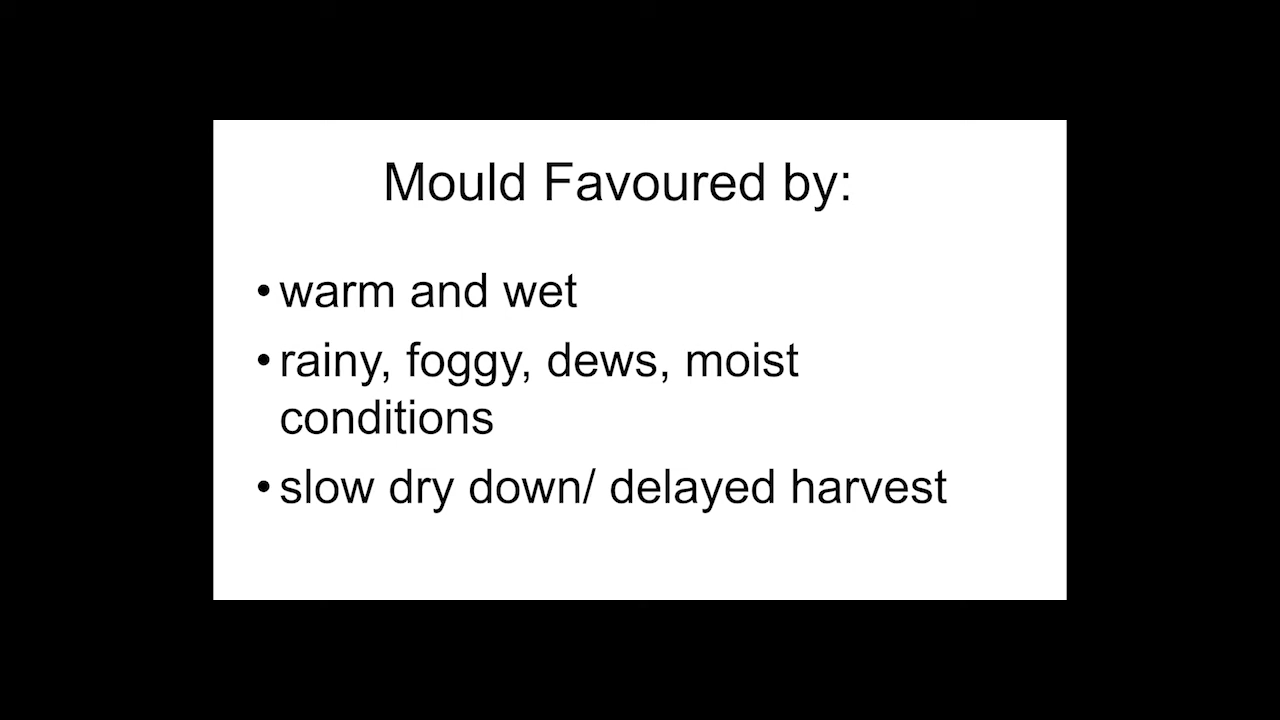 Mould Favoured by:
• warm and wet
• rainy, foggy, dews, moist
conditions
• slow dry down/ delayed harvest